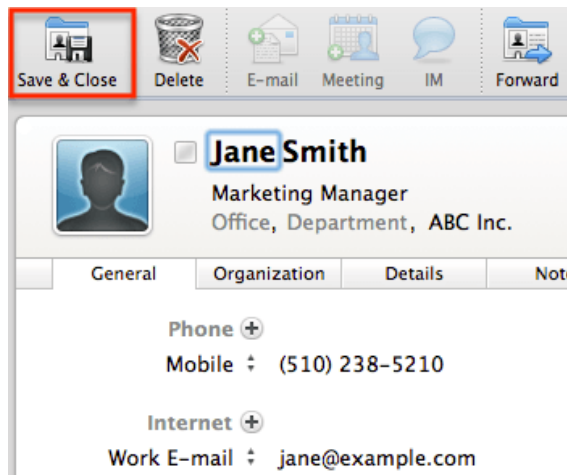 Save & Close Delete E-mail Meeting IM Forward
Jane Smith
Marketing Manager
Office, Department, ABC Inc.
General Organization Details Not
Phone
Mobile (510) 238-5210
Internet
Work E-mail jane@example.com